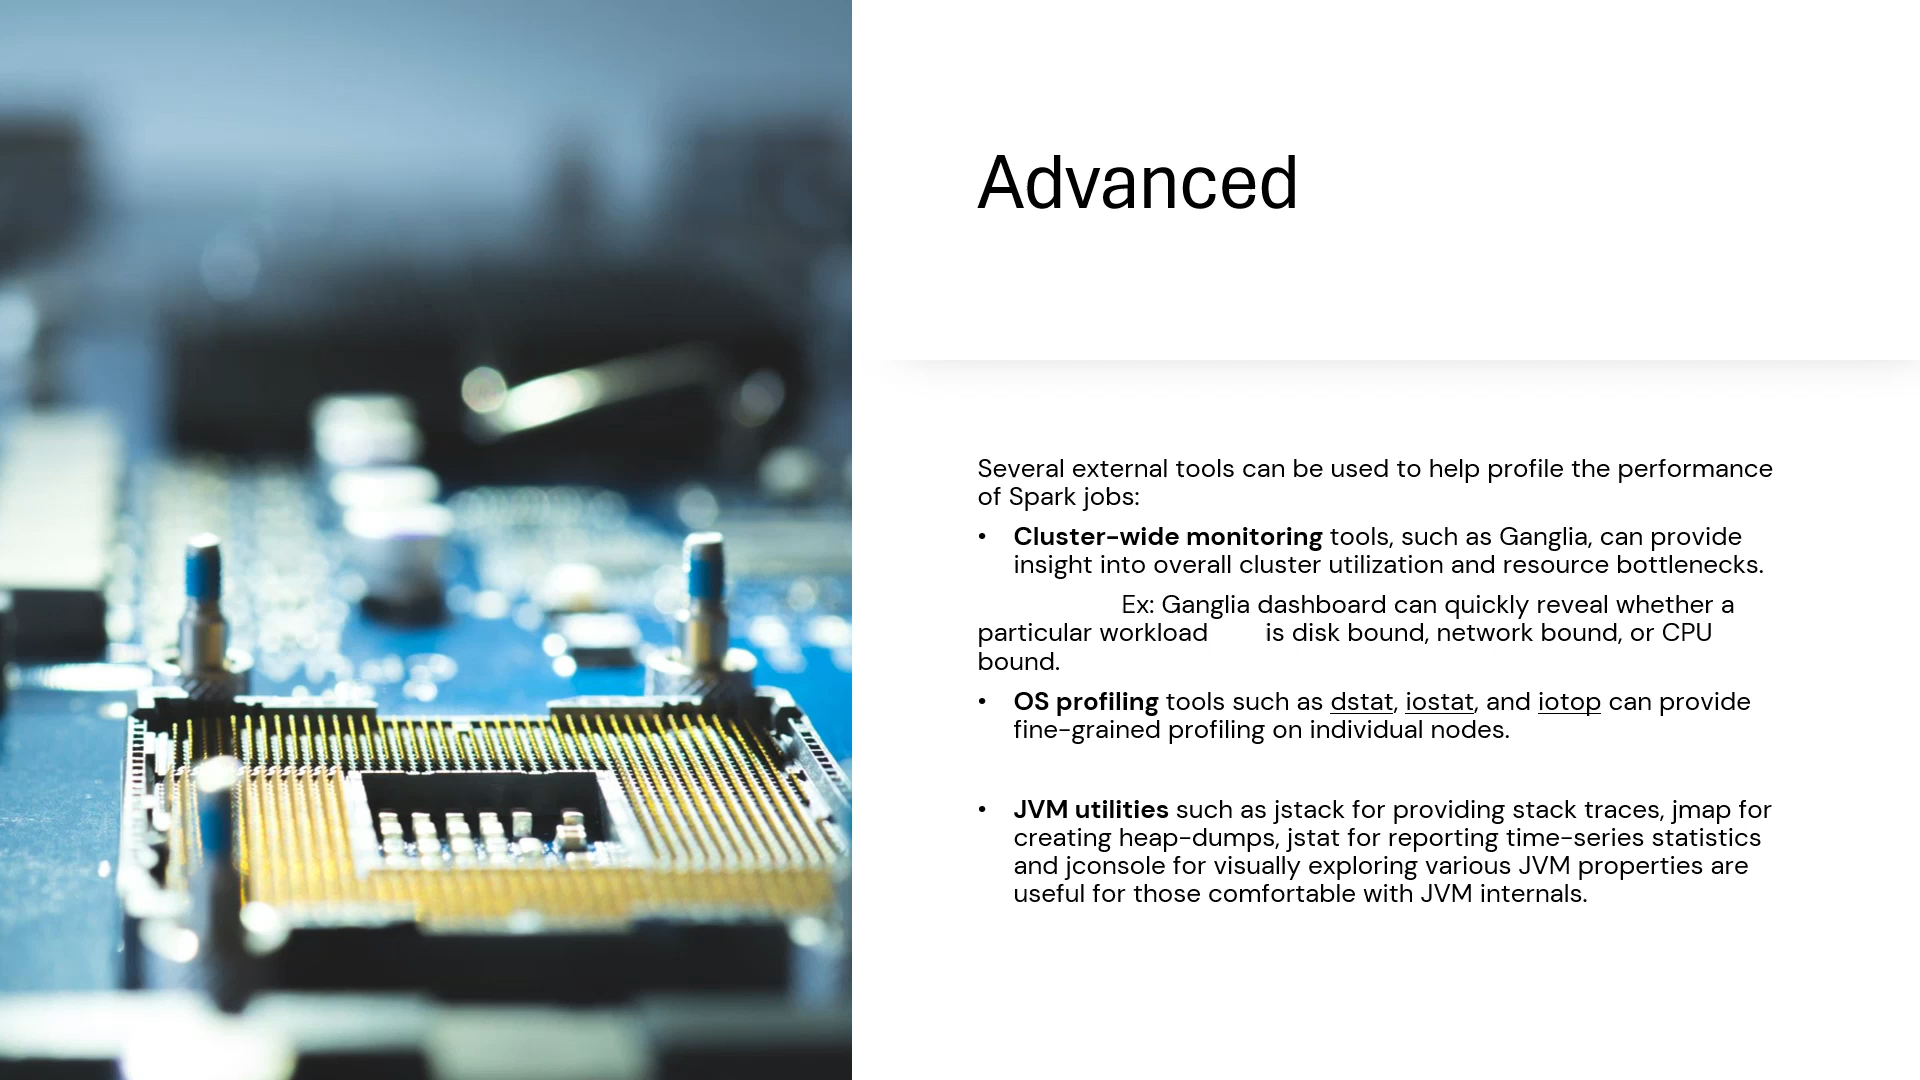 Advanced
Several external tools can be used to help profile the performance
of Spark jobs:
• Cluster-wide monitoring tools, such as Ganglia, can provide
insight into overall cluster utilization and resource bottlenecks.
Ex: Ganglia dashboard can quickly reveal whether a
particular workload is disk bound, network bound, or CPU
bound.
• OS profiling tools such as dstat, iostat, and iotop can provide
fine-grained profiling on individual nodes.
• JVM utilities such as jstack for providing stack traces, jmap for
creating heap-dumps, jstat for reporting time-series statistics
and jconsole for visually exploring various JVM properties are
useful for those comfortable with JVM internals.